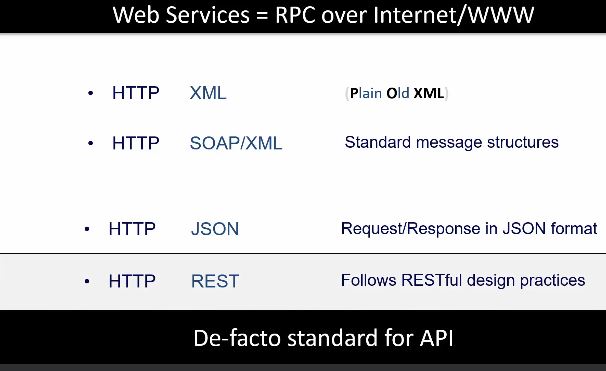 Web Services = RPC over Internet/WWW
• HTTP XML (Plain Old XML)
• HTTP SOAP/XML Standard message structures
• HTTP JSON Request/Response in JSON format
• HTTP REST Follows RESTful design practices
De-facto standard for API